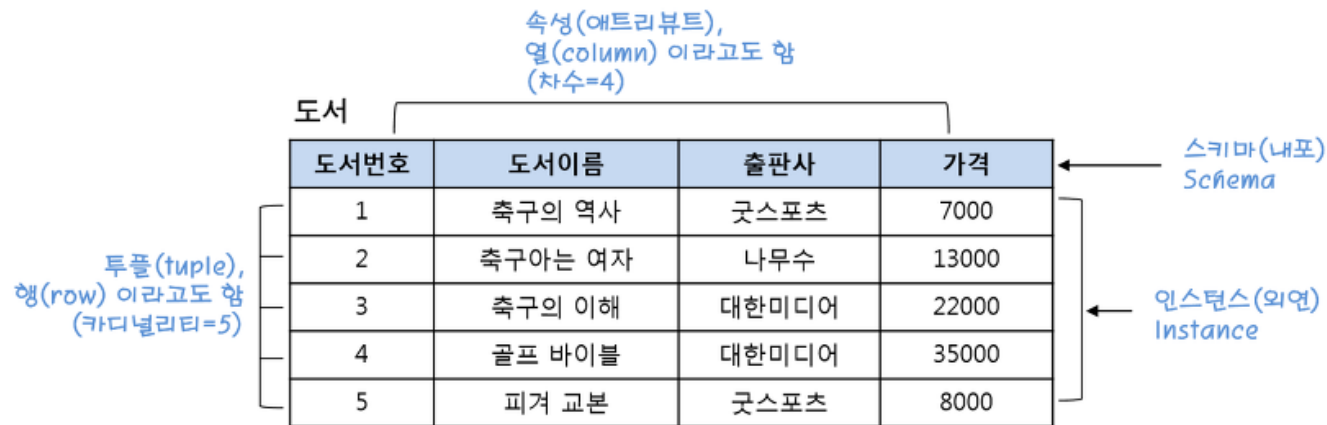 속성(애트리뷰트),
열(column) 이라고도 함
(차수=4)
도서
도서번호 도서이름 출판사 가격
스키마(내포)
Schema
1 축구의 역사 굿스포츠 7000
2 축구아는 여자 나무수 13000
3 축구의 이해 대한미디어 22000
4 골프 바이블 대한미디어 35000
5 피겨 교본 굿스포츠 8000
투플(tuple),
행(row) 이라고도 함
(카디널리티=5)
인스턴스(외연)
Instance